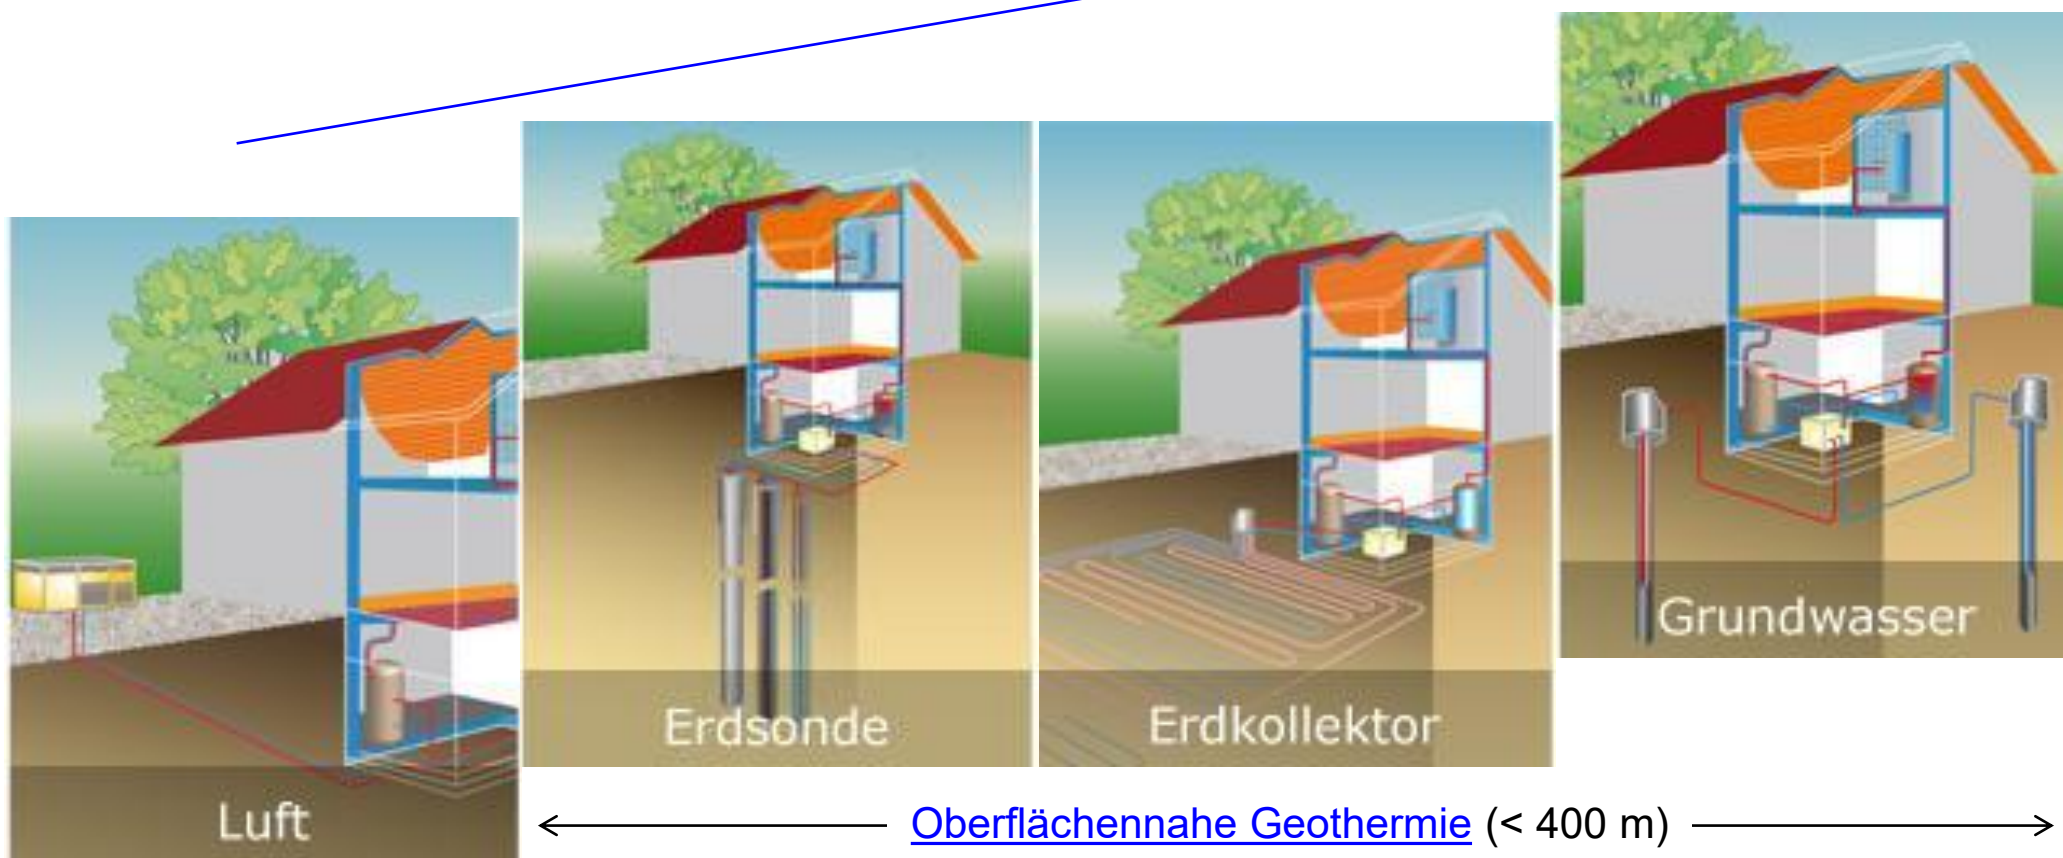 Luft
Erdsonde
Erdkollektor
Grundwasser
Oberflächennahe Geothermie (< 400 m)